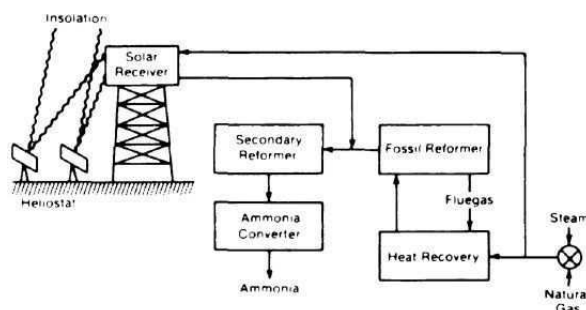 Insolation
Solar
Receiver
Secondary
Reformer
Fossil Reformer
Heliostat
Fluegas
Steam
Ammonia
Converter
Heat Recovery
Ammonia
Natural
Gas